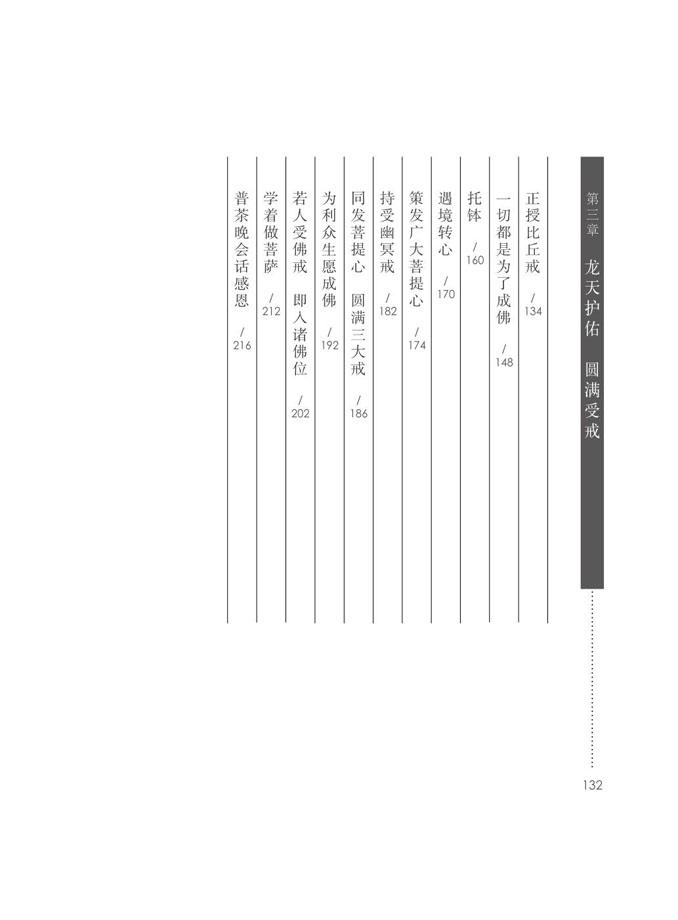 第三章 龙天护佑 圆满受戒 132
正授比丘戒 / 134
一切都是为了成佛 / 148
托钵 / 160
遇境转心 / 170
策发广大菩提心 / 174
持受幽冥戒 / 182
同发菩提心 圆满三大戒 / 186
为利众生愿成佛 / 192
若人受佛戒 即入诸佛位 / 202
学着做菩萨 / 212
普茶晚会话感恩 / 216